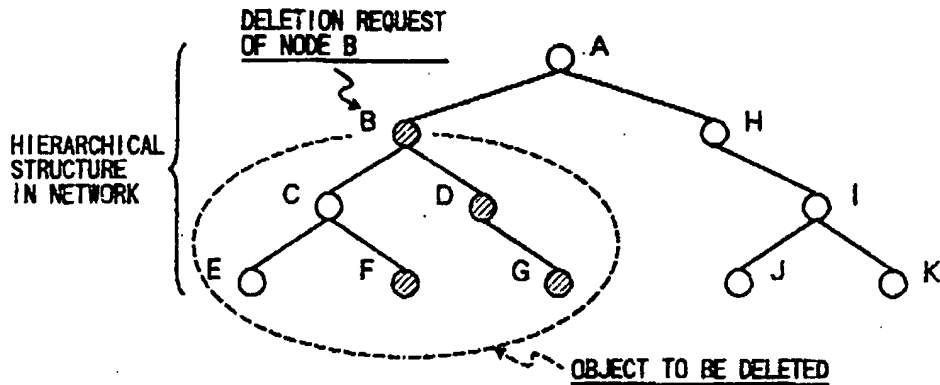 DELETION REQUEST
OF NODE B
A
B
H
HIERARCHICAL
STRUCTURE
IN NETWORK
C
D
I
E
F
G
J
K
OBJECT TO BE DELETED